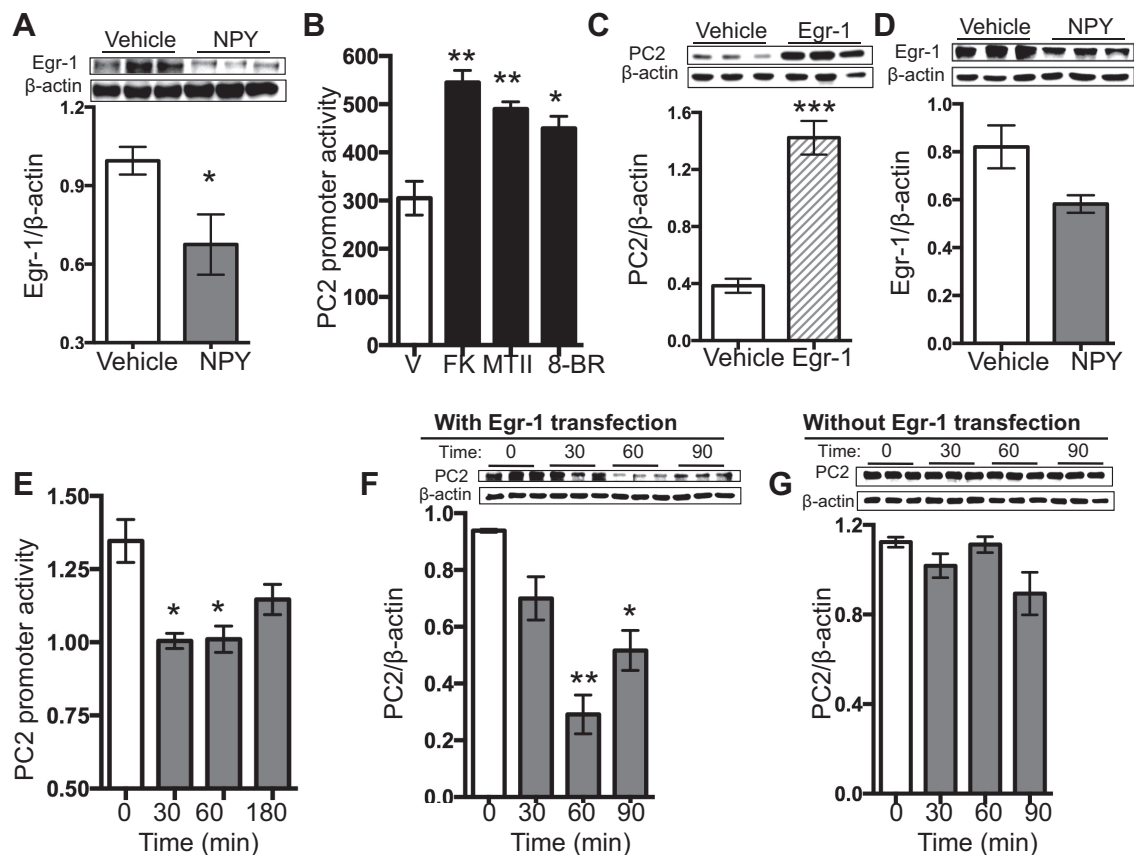 A
Vehicle NPY
Egr-1
β-actin
1.2
0.9
0.6
0.3
Egr-1/β-actin
*
Vehicle NPY
B
600
500
400
300
200
100
0
PC2 promoter activity
**
**
*
V FK MTII 8-BR
C
Vehicle Egr-1
PC2
β-actin
1.6
1.2
0.8
0.4
0.0
PC2/β-actin
***
Vehicle Egr-1
D
Vehicle NPY
Egr-1
β-actin
1.0
0.8
0.6
0.4
0.2
0.0
Egr-1/β-actin
Vehicle NPY
E
1.50
1.25
1.00
0.75
0.50
PC2 promoter activity
* *
0 30 60 180
Time (min)
With Egr-1 transfection
Time: 0 30 60 90
PC2
β-actin
F
1.0
0.8
0.6
0.4
0.2
0.0
PC2/β-actin
**
*
0 30 60 90
Time (min)
Without Egr-1 transfection
Time: 0 30 60 90
PC2
β-actin
G
1.2
0.9
0.6
0.3
0.0
PC2/β-actin
0 30 60 90
Time (min)